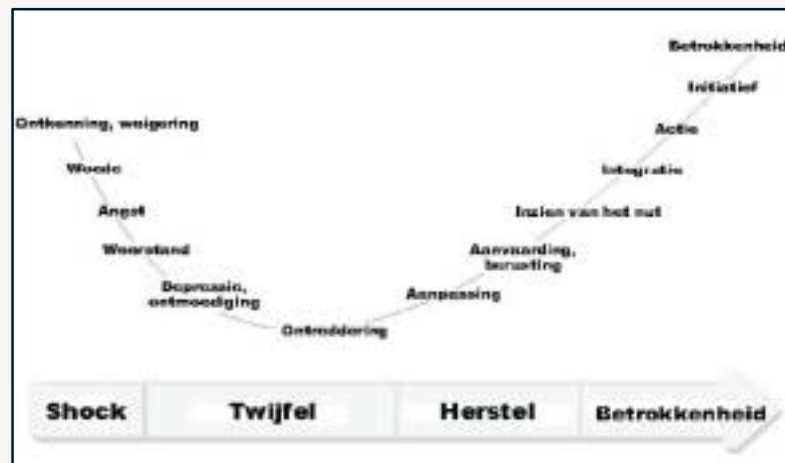 Ontkenning, weigering
Woede
Angst
Weerstand
Depressie,
ontmoediging
Ontreddering
Aanpassing
Aanvaarding,
berusting
Inzien van het nut
Integratie
Actie
Initiatief
Betrokkenheid
Shock
Twijfel
Herstel
Betrokkenheid